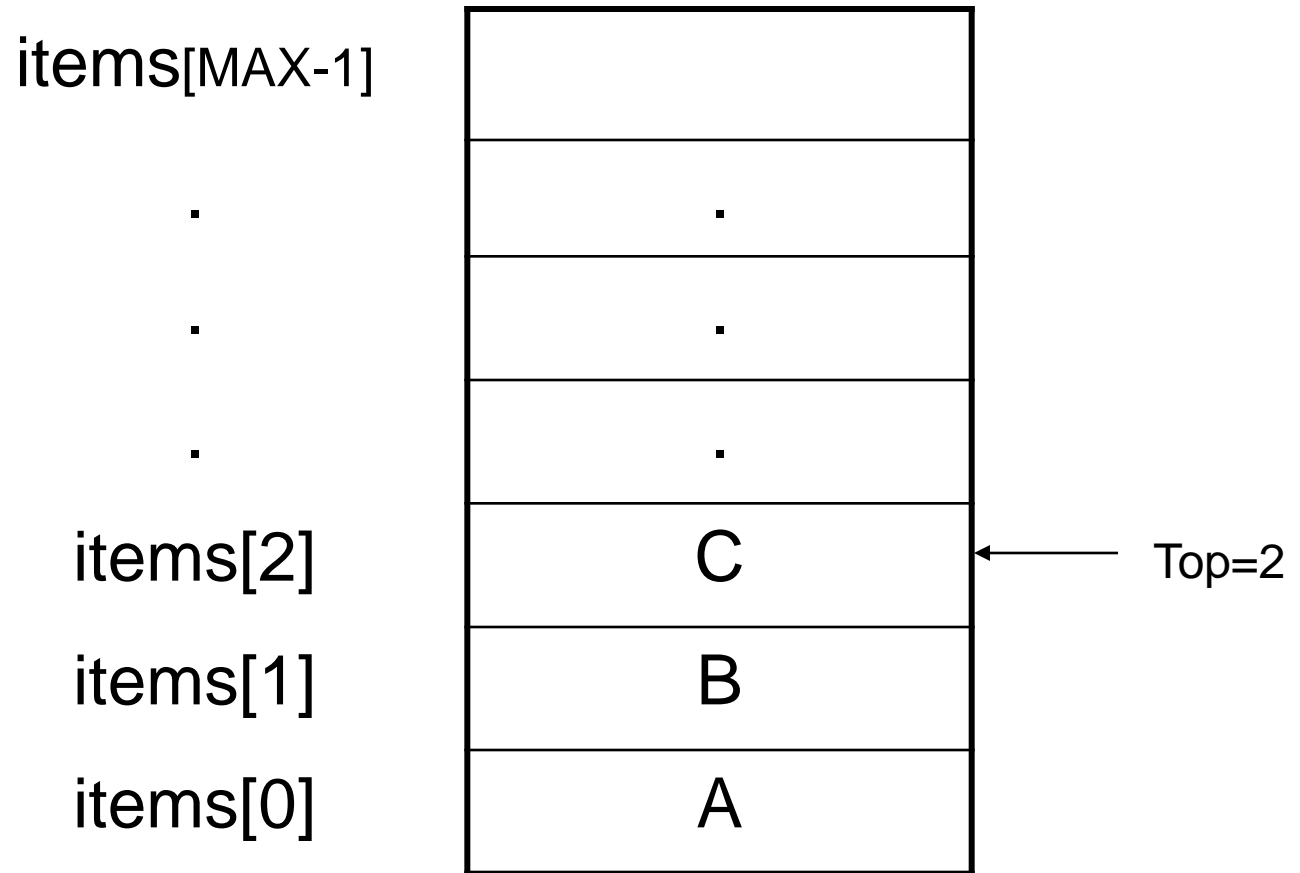 items[MAX-1]
. .
. .
. .
items[2] C Top=2
items[1] B
items[0] A